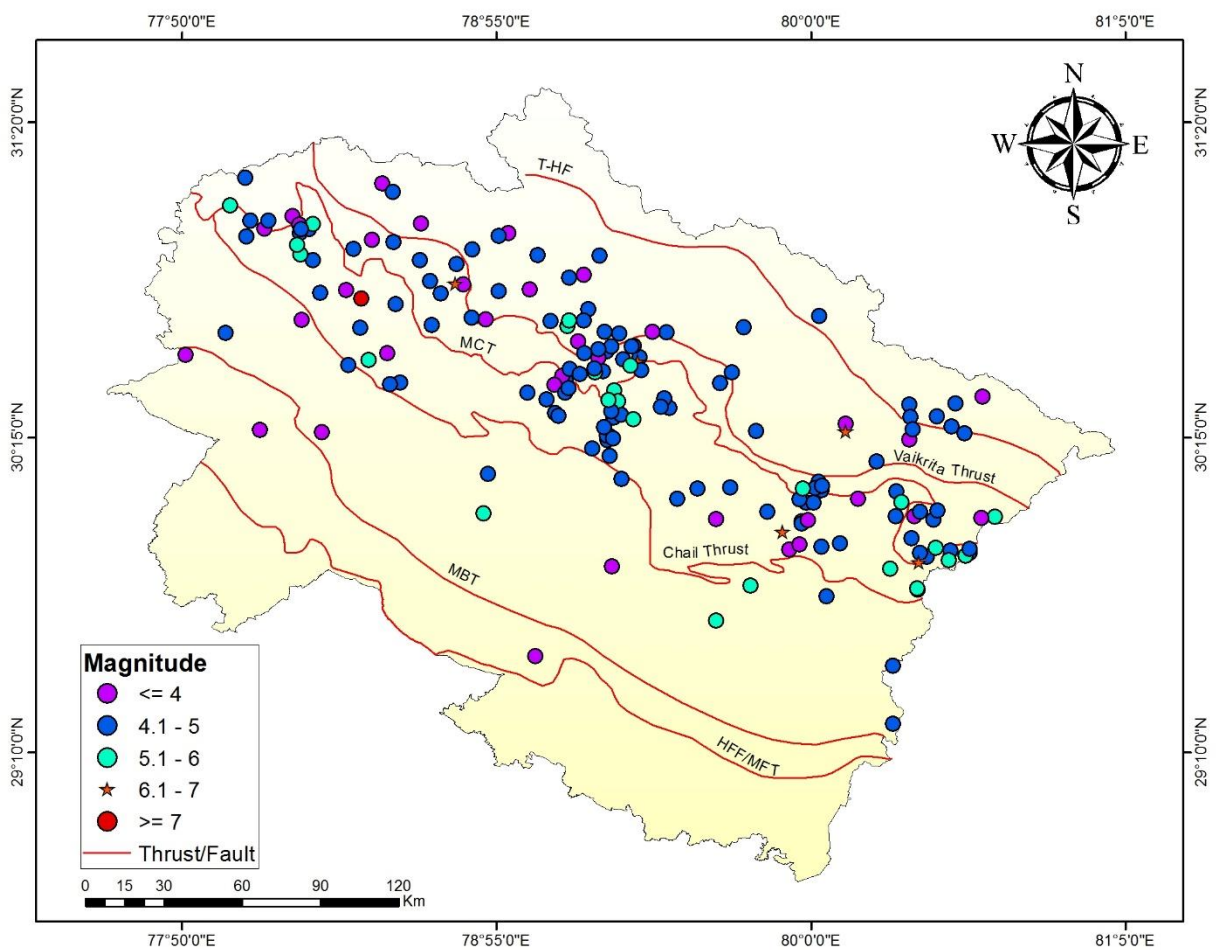 77°50'0"E 78°55'0"E 80°0'0"E 81°5'0"E
31°20'0"N 31°20'0"N
N
W E
S
T-HF
MCT
30°15'0"N 30°15'0"N
Vaikrita Thrust
Chail Thrust
MBT
HFF/MFT
29°10'0"N 29°10'0"N
Magnitude
<= 4
4.1 - 5
5.1 - 6
6.1 - 7
>= 7
Thrust/Fault
0 15 30 60 90 120
Km
77°50'0"E 78°55'0"E 80°0'0"E 81°5'0"E